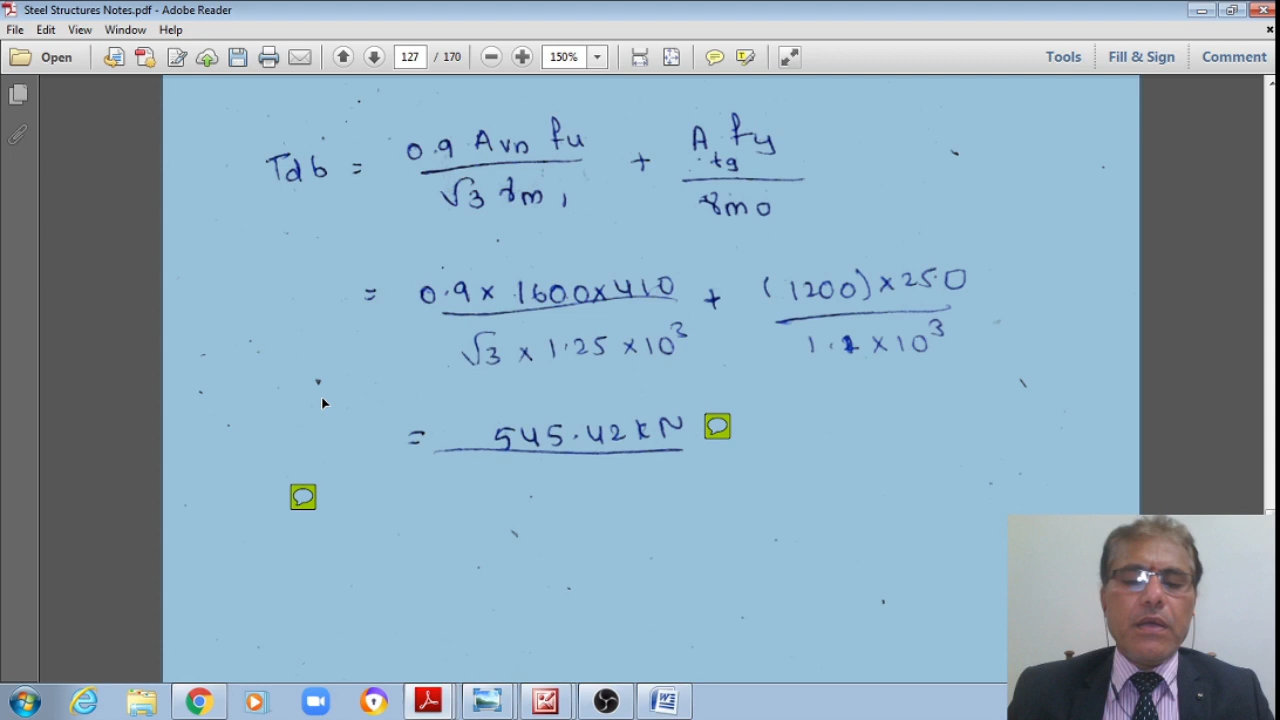 Steel Structures Notes.pdf - Adobe Reader
File Edit View Window Help
Open 127 / 170 150% Tools Fill & Sign Comment
Tdb = 0.9 Avn fu / √3 γm1 + Atg fy / γm0
= 0.9 × 1600 × 410 / √3 × 1.25 × 10³ + (1200) × 250 / 1.1 × 10³
= 545.42 kN